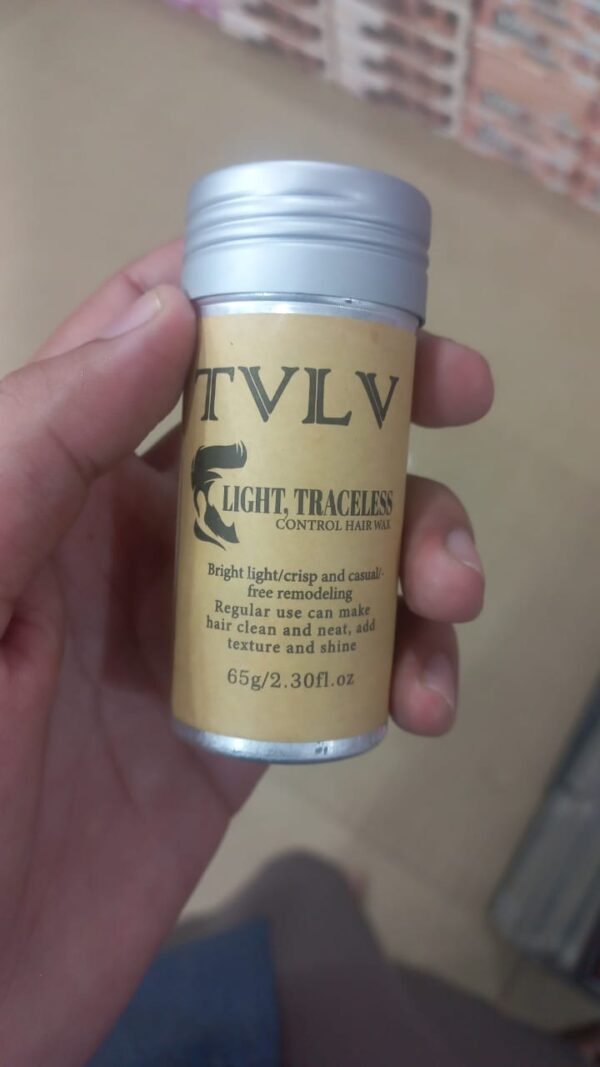 TVLV
LIGHT, TRACELESS
CONTROL HAIR WAX
Bright light/crisp and casual/-
free remodeling
Regular use can make
hair clean and neat, add
texture and shine
65g/2.30fl.oz